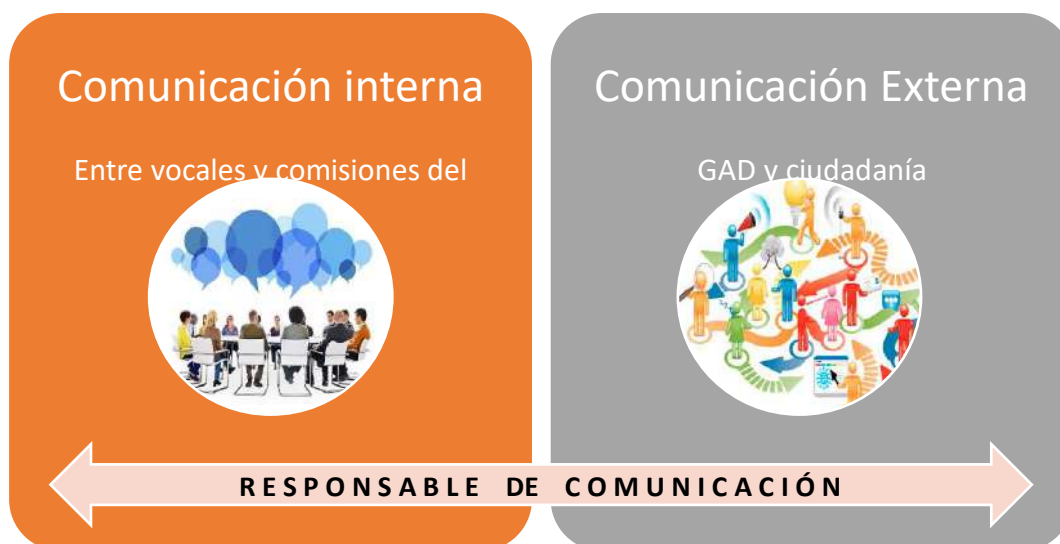 Comunicación interna
Entre vocales y comisiones del
Comunicación Externa
GAD y ciudadanía
RESPONSABLE DE COMUNICACIÓN